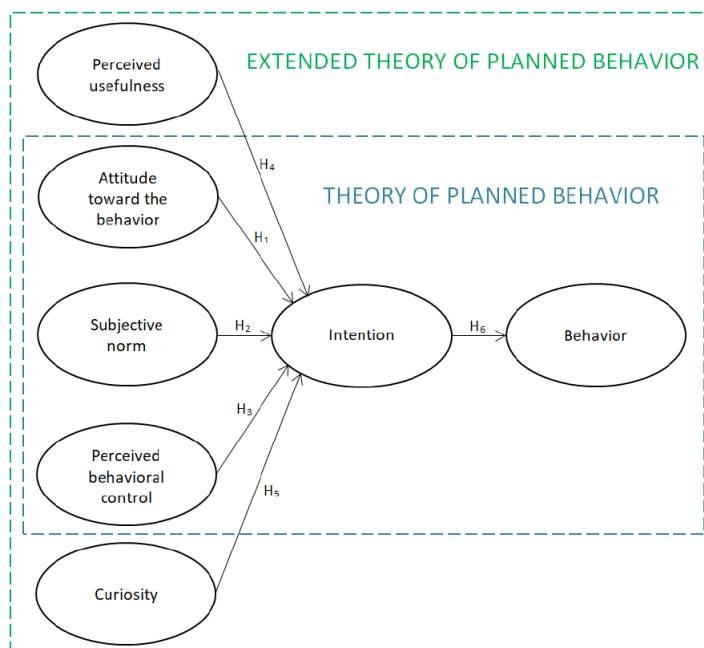 Perceived
usefulness
EXTENDED THEORY OF PLANNED BEHAVIOR
H₄
Attitude
toward the
behavior
THEORY OF PLANNED BEHAVIOR
H₁
Subjective
norm
H₂
Intention
H₆
Behavior
H₃
Perceived
behavioral
control
H₅
Curiosity